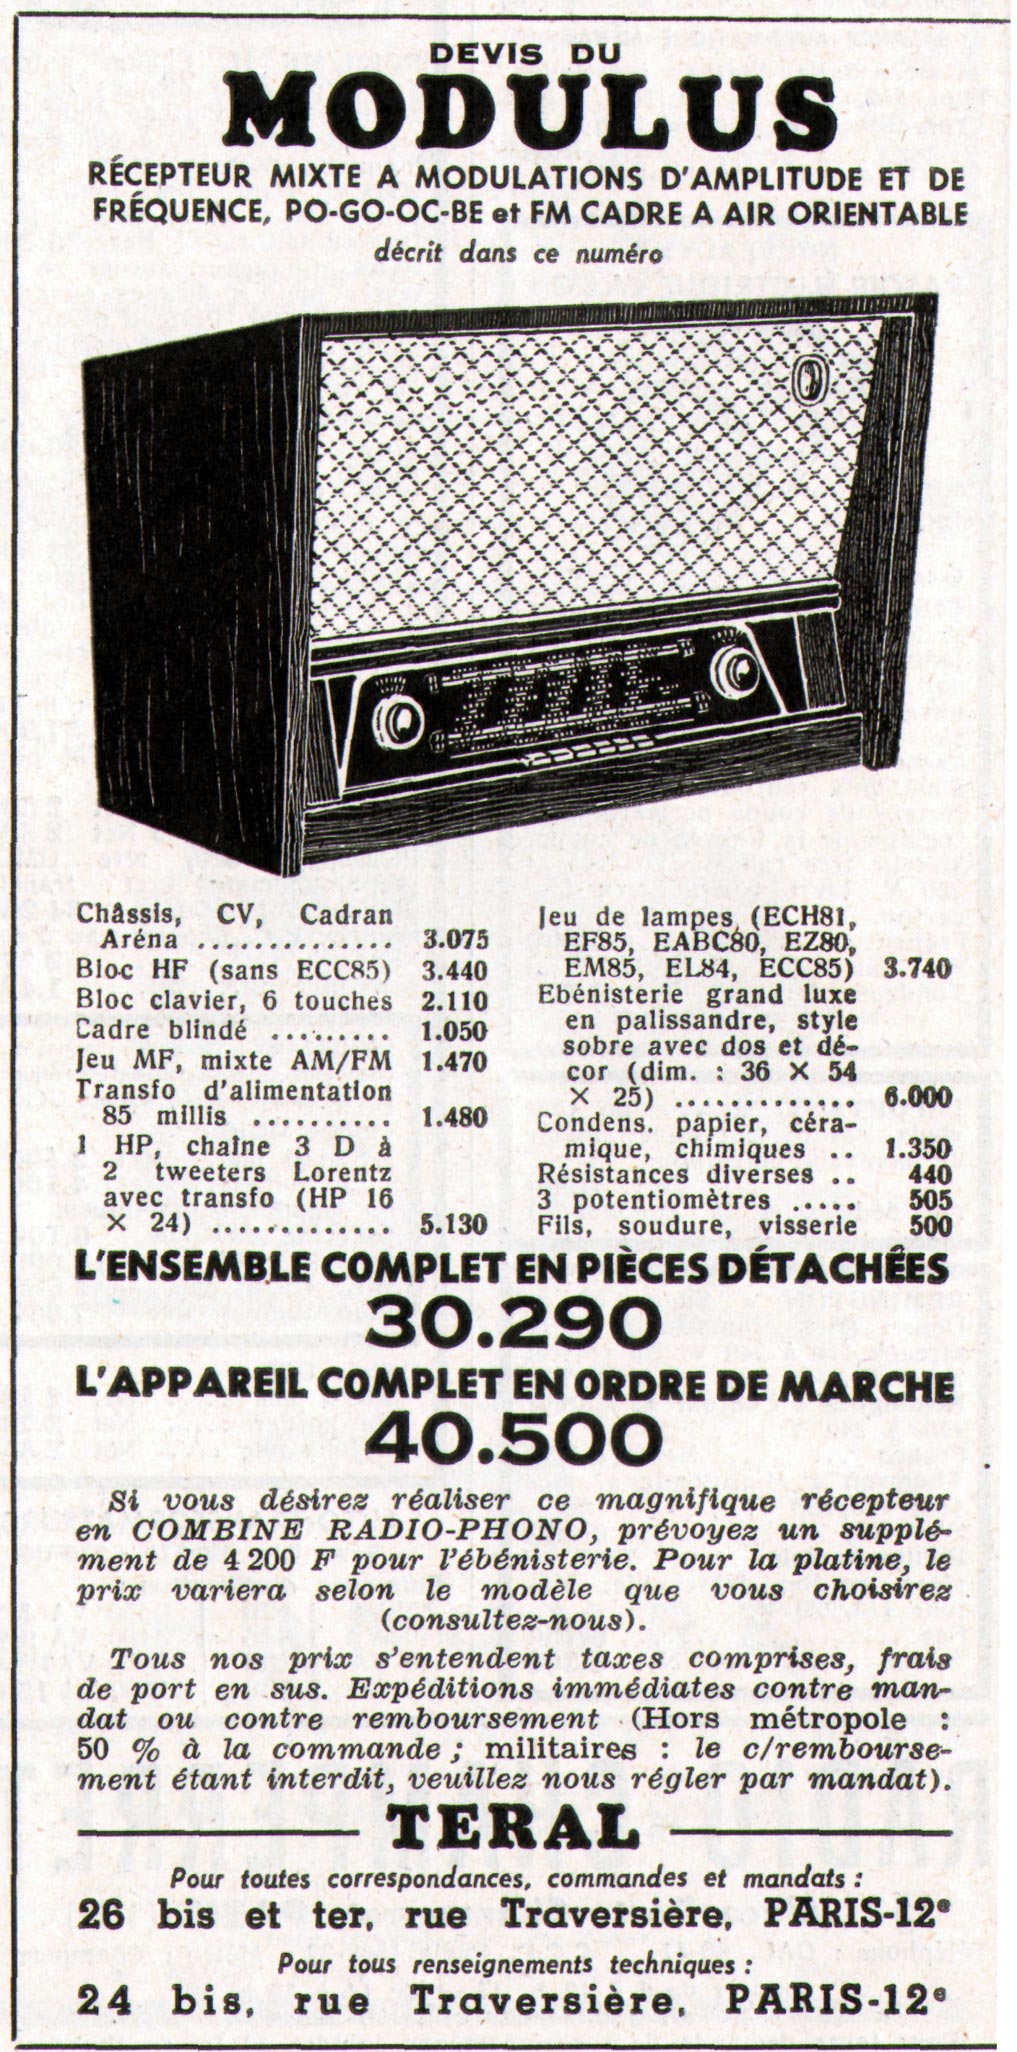 DEVIS DU
MODULUS
RÉCEPTEUR MIXTE A MODULATIONS D'AMPLITUDE ET DE
FRÉQUENCE, PO-GO-OC-BE et FM CADRE A AIR ORIENTABLE
décrit dans ce numéro
Châssis, CV, Cadran
Aréna .............. 3.075
Bloc HF (sans ECC85) 3.440
Bloc clavier, 6 touches 2.110
Cadre blindé ......... 1.050
Jeu MF, mixte AM/FM 1.470
Transfo d'alimentation
85 millis .......... 1.480
1 HP, chaîne 3 D à
2 tweeters Lorentz
avec transfo (HP 16
× 24) ............. 5.130
Jeu de lampes (ECH81,
EF85, EABC80, EZ80,
EM85, EL84, ECC85) 3.740
Ebénisterie grand luxe
en palissandre, style
sobre avec dos et dé-
cor (dim. : 36 × 54
× 25) ............. 6.000
Condens. papier, céra-
mique, chimiques .. 1.350
Résistances diverses .. 440
3 potentiomètres ..... 505
Fils, soudure, visserie 500
L'ENSEMBLE COMPLET EN PIÈCES DÉTACHÉES
30.290
L'APPAREIL COMPLET EN ORDRE DE MARCHE
40.500
Si vous désirez réaliser ce magnifique récepteur
en COMBINE RADIO-PHONO, prévoyez un supplé-
ment de 4 200 F pour l'ébénisterie. Pour la platine, le
prix variera selon le modèle que vous choisirez
(consultez-nous).
Tous nos prix s'entendent taxes comprises, frais
de port en sus. Expéditions immédiates contre man-
dat ou contre remboursement (Hors métropole :
50 % à la commande ; militaires : le c/rembourse-
ment étant interdit, veuillez nous régler par mandat).
TERAL
Pour toutes correspondances, commandes et mandats :
26 bis et ter, rue Traversière, PARIS-12e
Pour tous renseignements techniques :
24 bis, rue Traversière, PARIS-12e